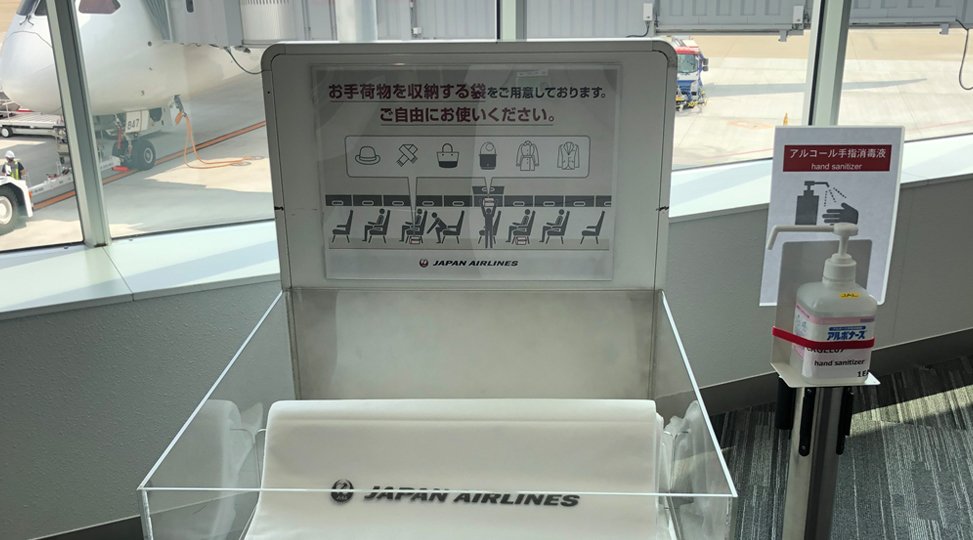 お手荷物を収納する袋をご用意しております。
ご自由にお使いください。
JAPAN AIRLINES
JAPAN AIRLINES
アルコール手指消毒液
hand sanitizer
アルボナース
hand sanitizer
847